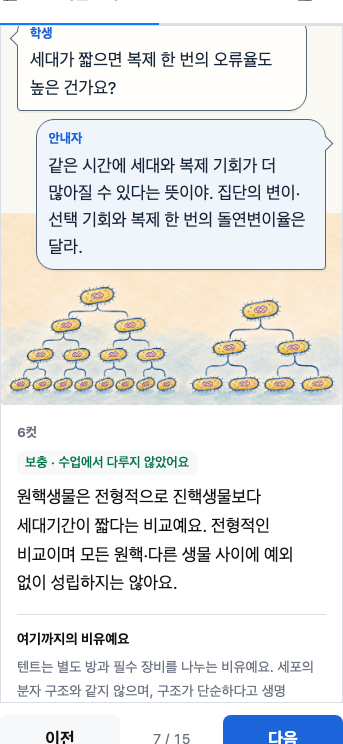 학생
세대가 짧으면 복제 한 번의 오류율도
높은 건가요?
안내자
같은 시간에 세대와 복제 기회가 더
많아질 수 있다는 뜻이야. 집단의 변이·
선택 기회와 복제 한 번의 돌연변이율은
달라.
6컷
보충 · 수업에서 다루지 않았어요
원핵생물은 전형적으로 진핵생물보다
세대기간이 짧다는 비교예요. 전형적인
비교이며 모든 원핵·다른 생물 사이에 예외
없이 성립하지는 않아요.
여기까지의 비유예요
텐트는 별도 방과 필수 장비를 나누는 비유예요. 세포의
분자 구조와 같지 않으며, 구조가 단순하다고 생명
이전
7 / 15
다음